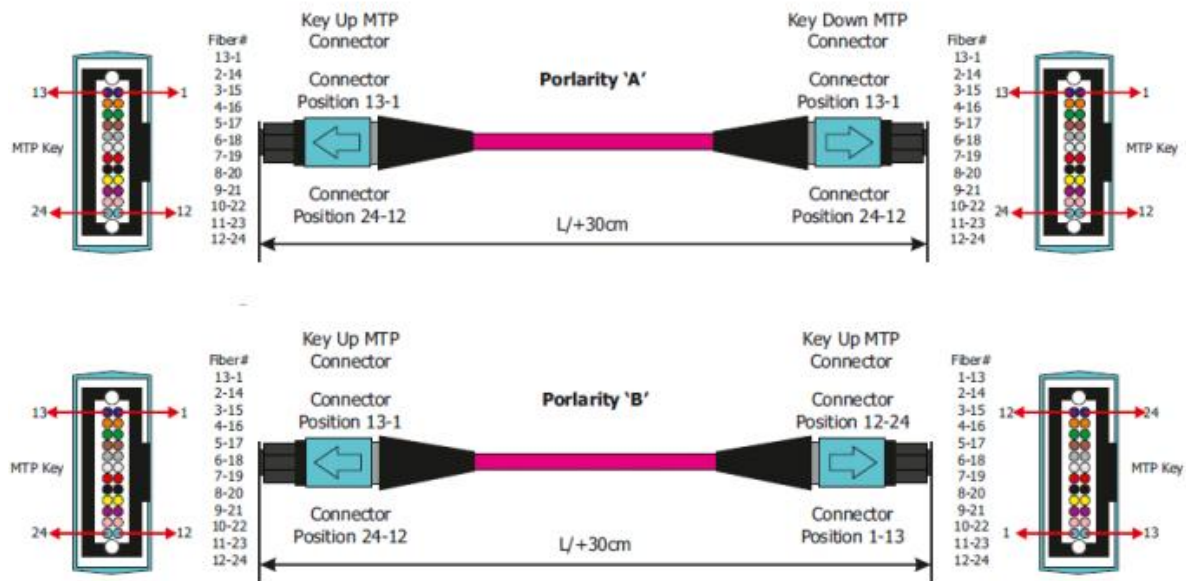 Key Up MTP
Connector
Key Down MTP
Connector
Fiber#
13-1
2-14
3-15
4-16
5-17
6-18
7-19
8-20
9-21
10-22
11-23
12-24
Connector
Position 13-1
Porlarity ‘A’
Connector
Position 13-1
13
1
MTP Key
24
12
Connector
Position 24-12
Connector
Position 24-12
L/+30cm
Fiber#
13-1
2-14
3-15
4-16
5-17
6-18
7-19
8-20
9-21
10-22
11-23
12-24
13
1
MTP Key
24
12
Key Up MTP
Connector
Key Up MTP
Connector
Fiber#
13-1
2-14
3-15
4-16
5-17
6-18
7-19
8-20
9-21
10-22
11-23
12-24
Connector
Position 13-1
Porlarity ‘B’
Connector
Position 12-24
13
1
MTP Key
24
12
Connector
Position 24-12
Connector
Position 1-13
L/+30cm
Fiber#
1-13
2-14
3-15
4-16
5-17
6-18
7-19
8-20
9-21
10-22
11-23
12-24
12
24
MTP Key
1
13